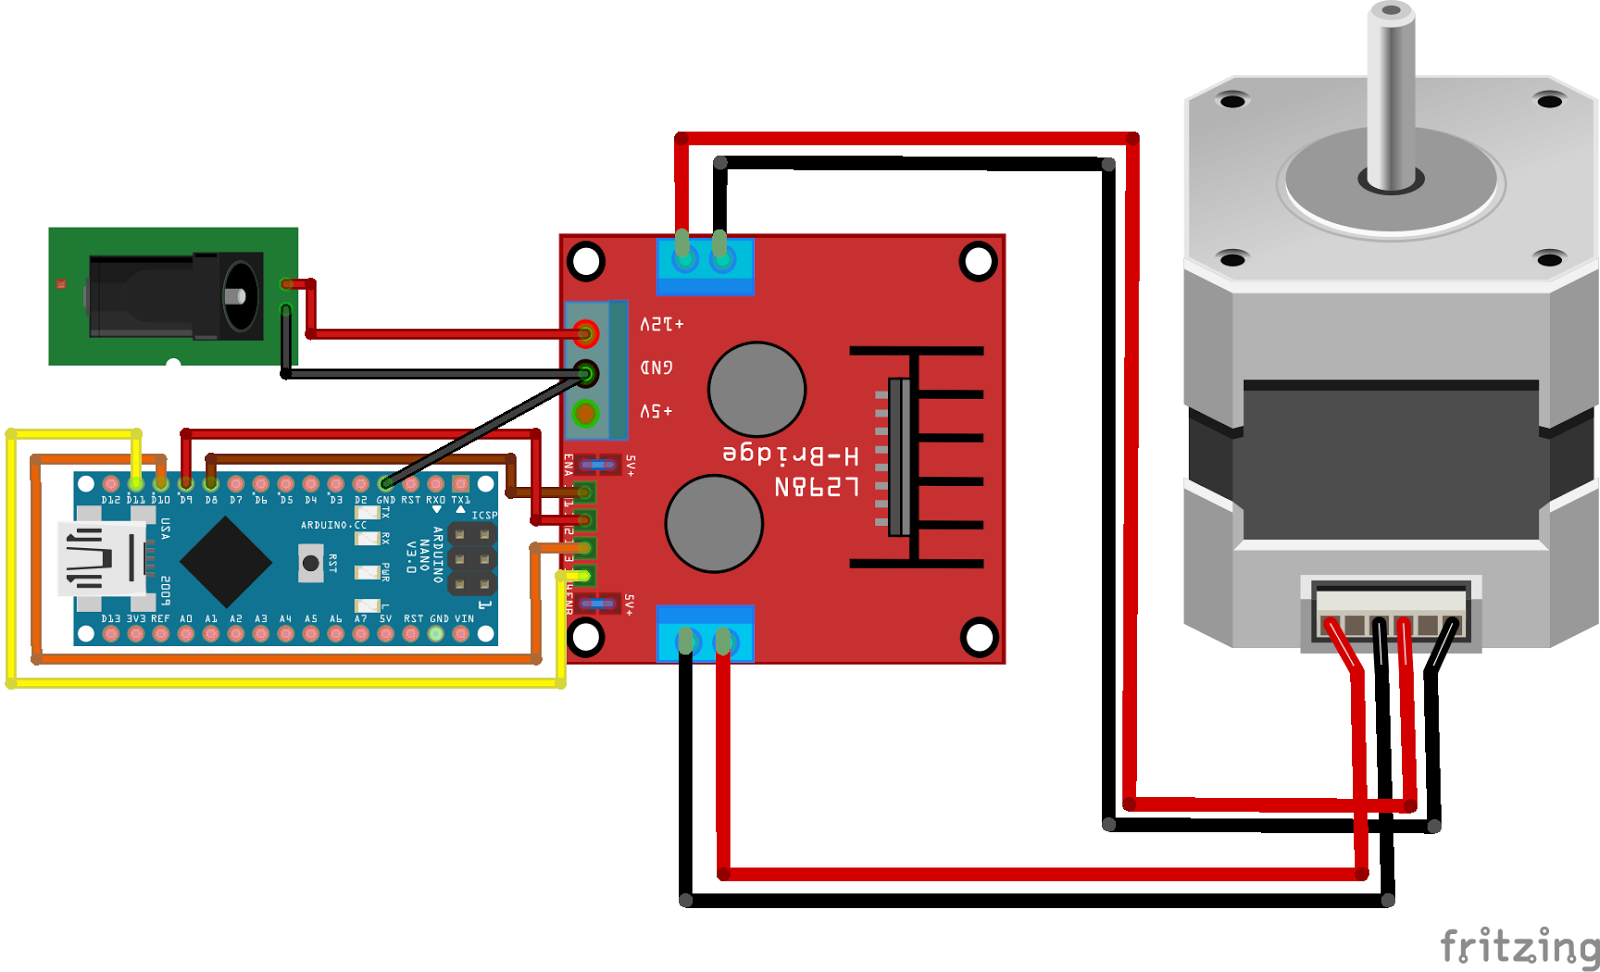 +12V
GND
+5V
H-Bridge
L298N
ENA
5V+
5V+
D12 D11 D10 D9 D8 D7 D6 D5 D4 D3 D2 GND RST RX0 TX1
TX
RX
PWR
L
ICSP
1
ARDUINO.CC
RST
ARDUINO
NANO
V3.0
USA
2009
D13 3V3 REF A0 A1 A2 A3 A4 A5 A6 A7 5V RST GND VIN
fritzing